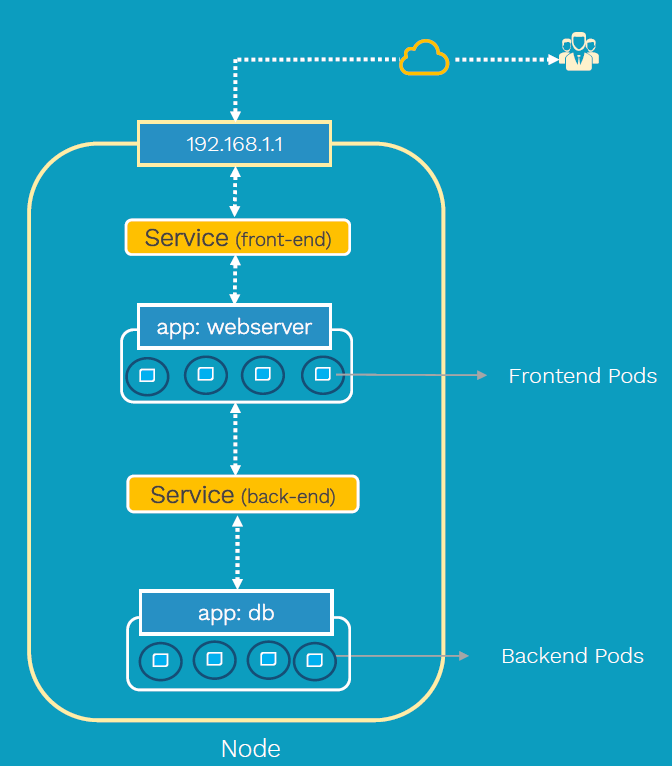 192.168.1.1
Service (front-end)
app: webserver
Frontend Pods
Service (back-end)
app: db
Backend Pods
Node